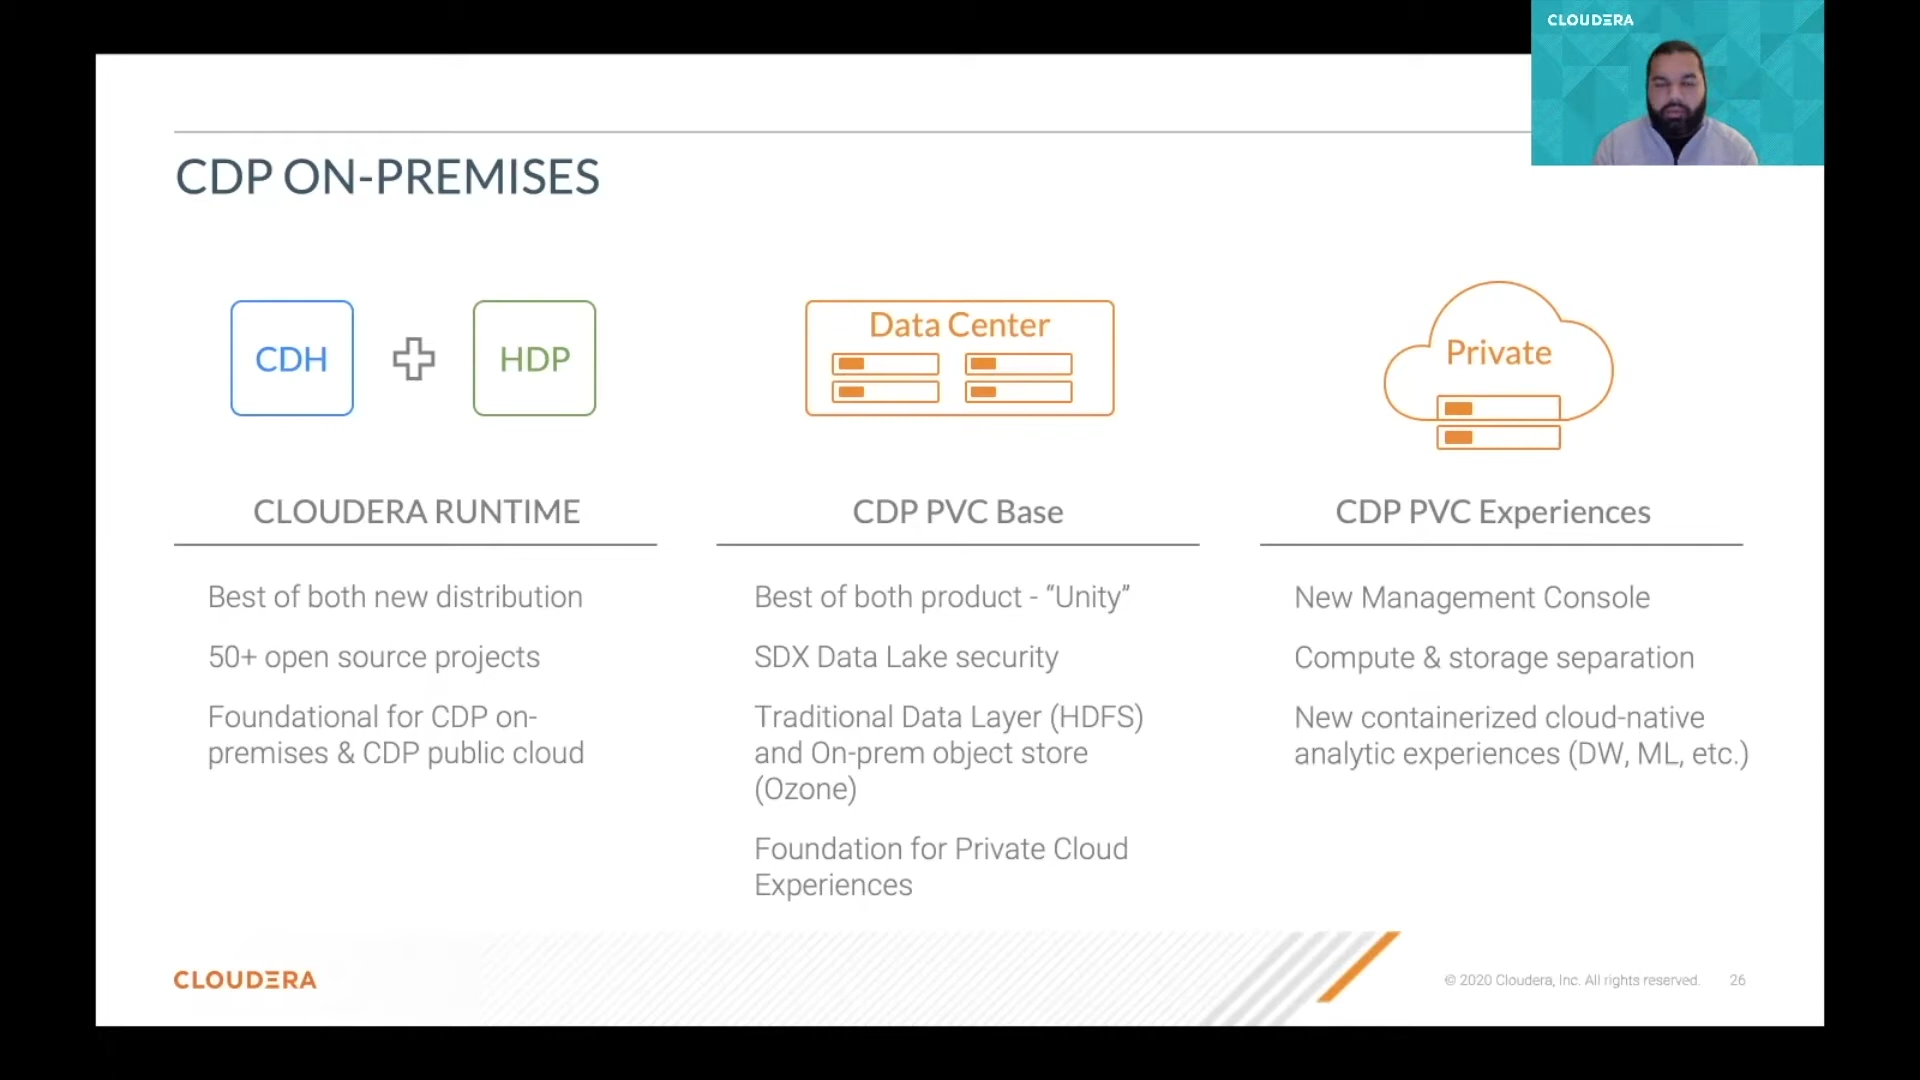 CLOUDERA
CDP ON-PREMISES
CDH
HDP
Data Center
Private
CLOUDERA RUNTIME
Best of both new distribution
50+ open source projects
Foundational for CDP on-
premises & CDP public cloud
CDP PVC Base
Best of both product - “Unity”
SDX Data Lake security
Traditional Data Layer (HDFS)
and On-prem object store
(Ozone)
Foundation for Private Cloud
Experiences
CDP PVC Experiences
New Management Console
Compute & storage separation
New containerized cloud-native
analytic experiences (DW, ML, etc.)
CLOUDERA
© 2020 Cloudera, Inc. All rights reserved. 26